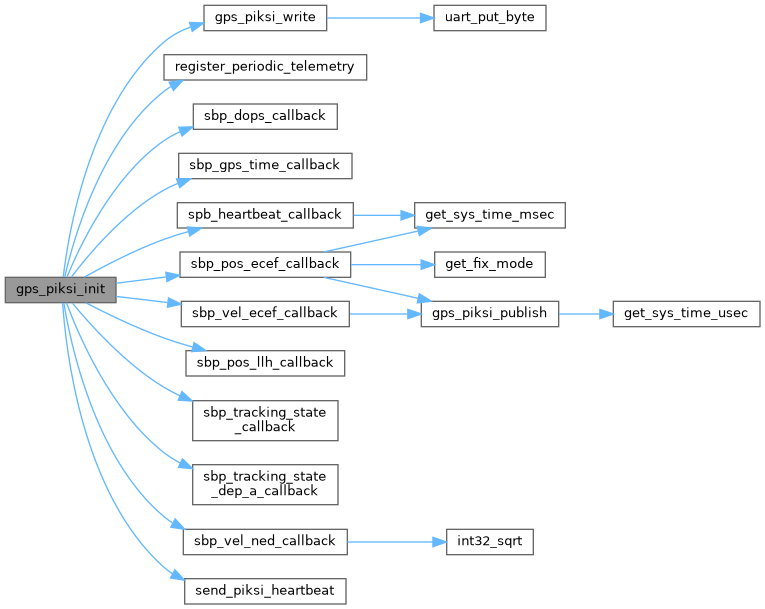 gps_piksi_write
uart_put_byte
register_periodic_telemetry
sbp_dops_callback
sbp_gps_time_callback
spb_heartbeat_callback
get_sys_time_msec
sbp_pos_ecef_callback
get_fix_mode
gps_piksi_init
sbp_vel_ecef_callback
gps_piksi_publish
get_sys_time_usec
sbp_pos_llh_callback
sbp_tracking_state
_callback
sbp_tracking_state
_dep_a_callback
sbp_vel_ned_callback
int32_sqrt
send_piksi_heartbeat